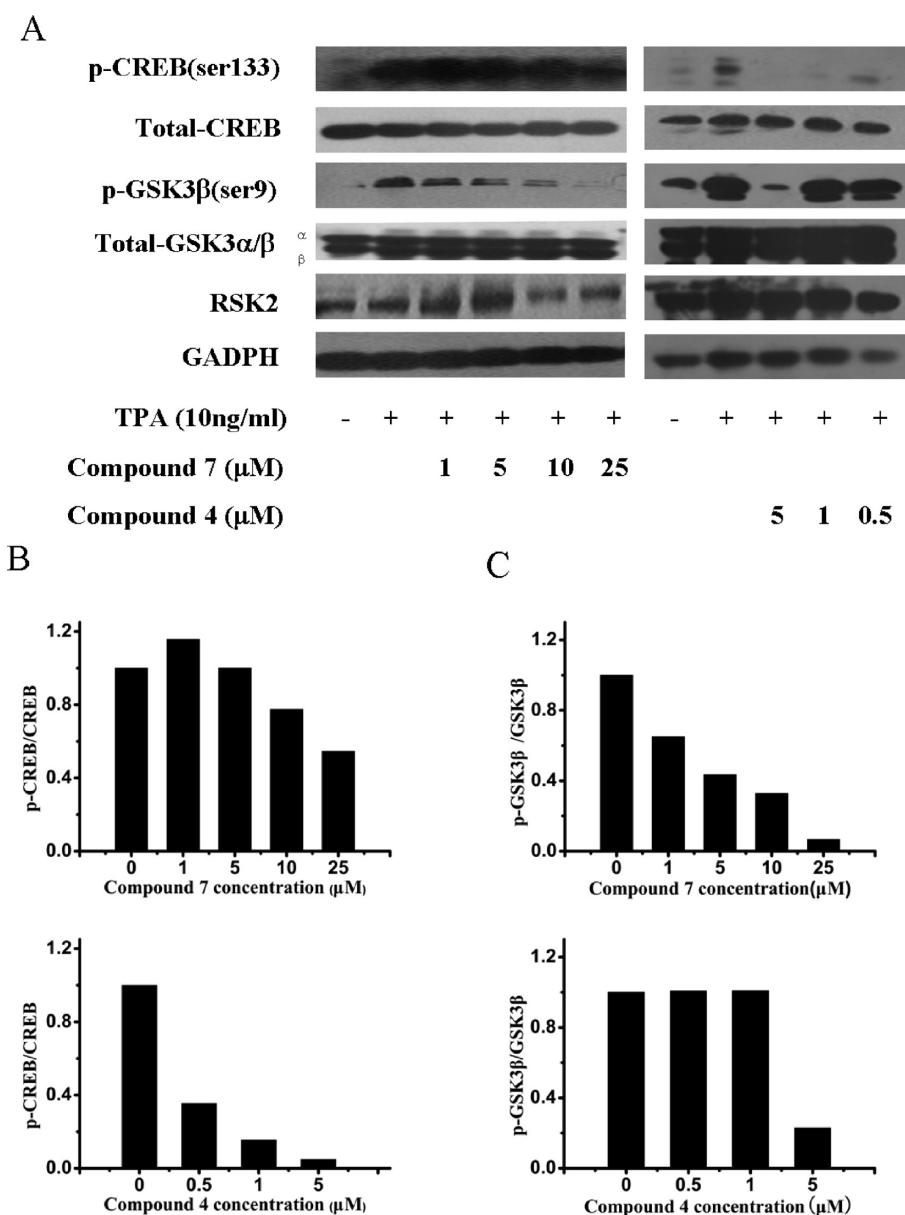 A
p-CREB(ser133)
Total-CREB
p-GSK3β(ser9)
Total-GSK3α/β
α
β
RSK2
GADPH
TPA (10ng/ml) - + + + + + - + + + +
Compound 7 (μM) 1 5 10 25
Compound 4 (μM) 5 1 0.5
B
C
p-CREB/CREB
1.2
0.8
0.4
0.0
0 1 5 10 25
Compound 7 concentration (μM)
p-GSK3β /GSK3β
1.2
0.8
0.4
0.0
0 1 5 10 25
Compound 7 concentration(μM)
p-CREB/CREB
1.2
0.8
0.4
0.0
0 0.5 1 5
Compound 4 concentration (μM)
p-GSK3β/GSK3β
1.2
0.8
0.4
0.0
0 0.5 1 5
Compound 4 concentration (μM)